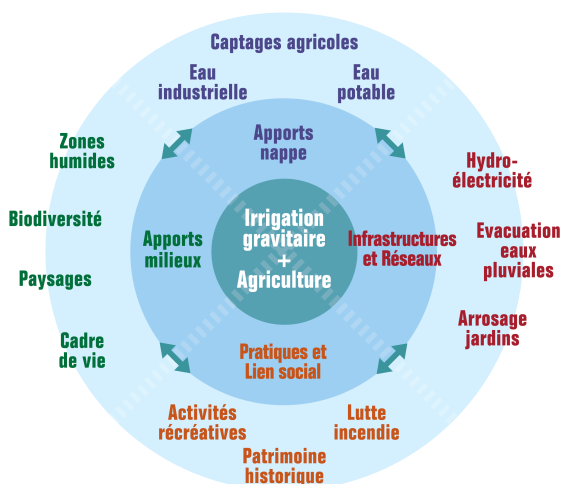 Captages agricoles
Eau
industrielle
Eau
potable
Zones
humides
Apports
nappe
Hydro-
électricité
Biodiversité
Apports
milieux
Irrigation
gravitaire
+
Agriculture
Infrastructures
et Réseaux
Evacuation
eaux
pluviales
Paysages
Arrosage
jardins
Cadre
de vie
Pratiques et
Lien social
Activités
récréatives
Lutte
incendie
Patrimoine
historique